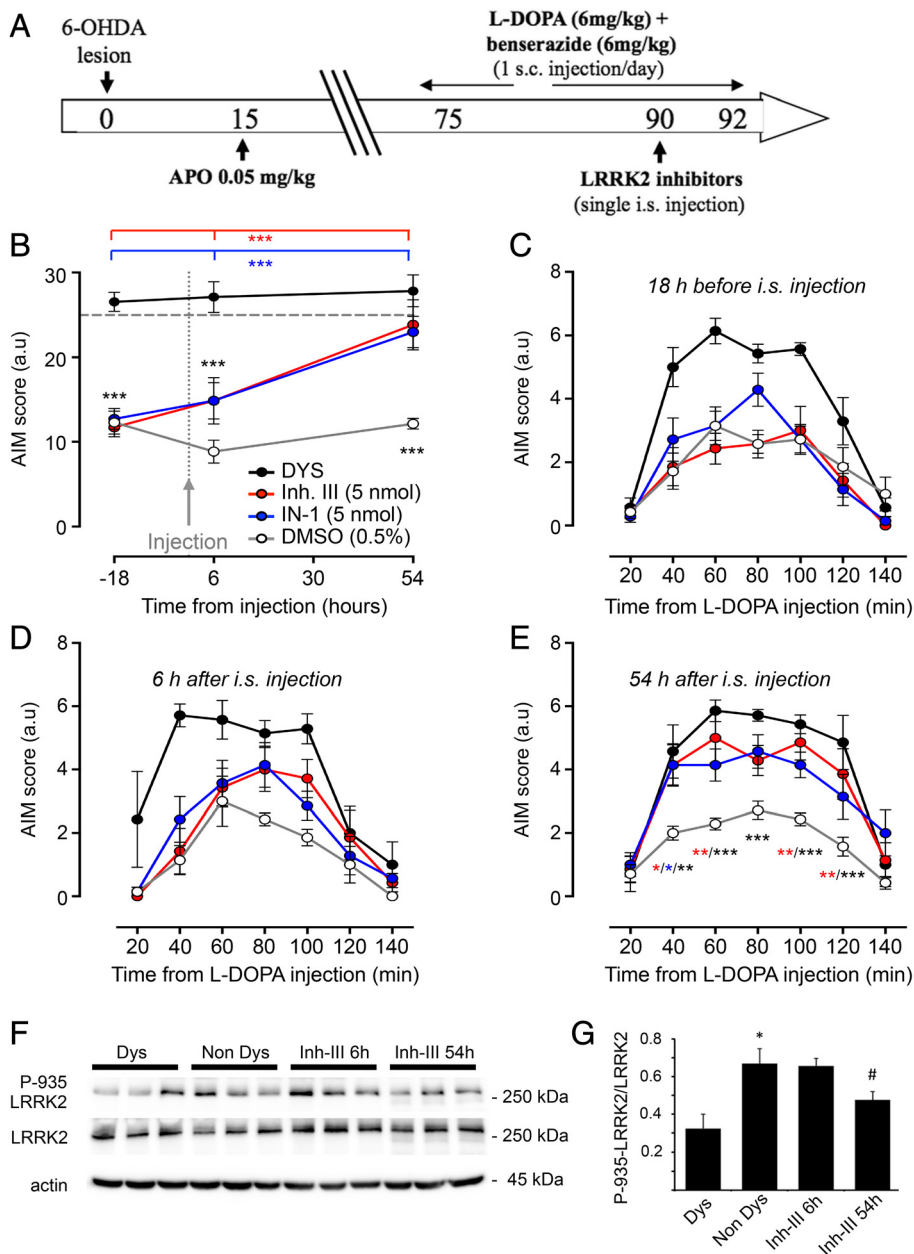 A
6-OHDA
lesion
L-DOPA (6mg/kg) +
benserazide (6mg/kg)
(1 s.c. injection/day)
0 15 75 90 92
APO 0.05 mg/kg
LRRK2 inhibitors
(single i.s. injection)
B
***
***
AIM score (a.u)
30
20
10
0
***
***
***
DYS
Inh. III (5 nmol)
IN-1 (5 nmol)
DMSO (0.5%)
Injection
-18 6 30 54
Time from injection (hours)
C
18 h before i.s. injection
AIM score (a.u)
8
6
4
2
0
20 40 60 80 100 120 140
Time from L-DOPA injection (min)
D
6 h after i.s. injection
AIM score (a.u)
8
6
4
2
0
20 40 60 80 100 120 140
Time from L-DOPA injection (min)
E
54 h after i.s. injection
AIM score (a.u)
8
6
4
2
0
*/*/**
**/***
***
**/***
**/***
20 40 60 80 100 120 140
Time from L-DOPA injection (min)
F
Dys Non Dys Inh-III 6h Inh-III 54h
P-935
LRRK2
- 250 kDa
LRRK2
- 250 kDa
actin
- 45 kDa
G
P-935-LRRK2/LRRK2
0.8
0.6
0.4
0.2
*
#
Dys
Non Dys
Inh-III 6h
Inh-III 54h